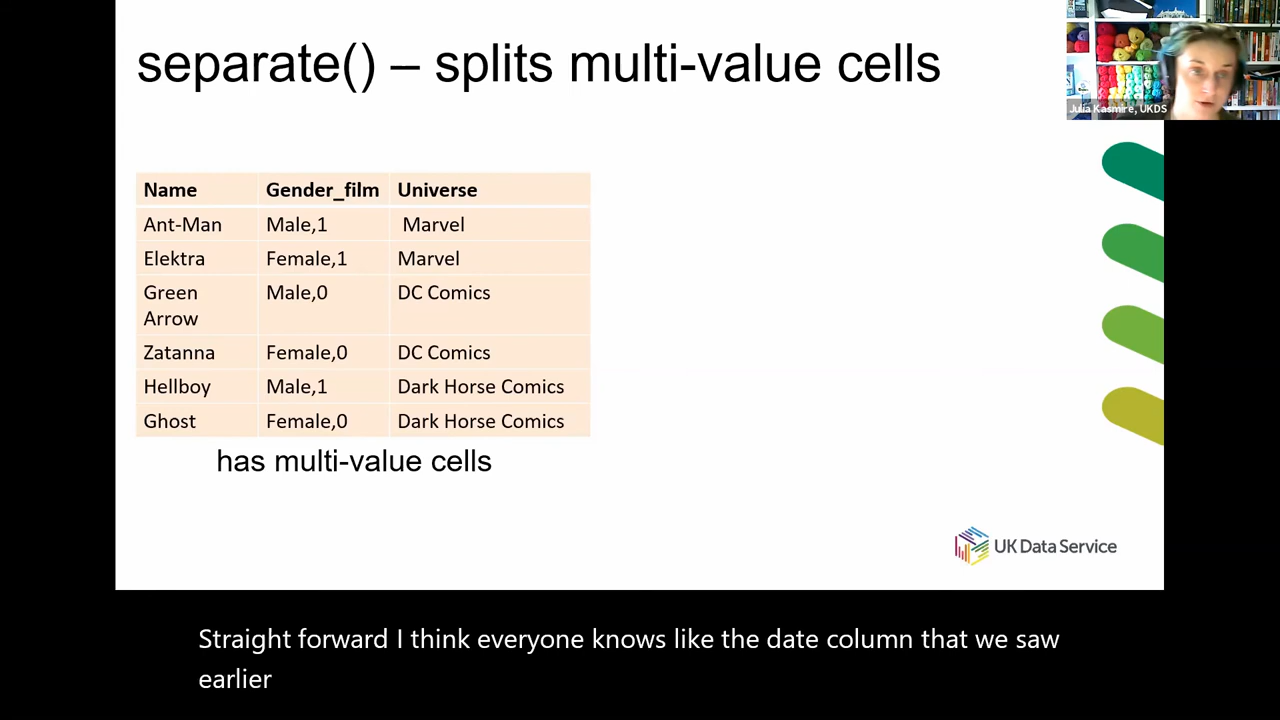 separate() – splits multi-value cells
Julia Kasmire, UKDS
Name Gender_film Universe
Ant-Man Male,1 Marvel
Elektra Female,1 Marvel
Green Male,0 DC Comics
Arrow
Zatanna Female,0 DC Comics
Hellboy Male,1 Dark Horse Comics
Ghost Female,0 Dark Horse Comics
has multi-value cells
UK Data Service
Straight forward I think everyone knows like the date column that we saw
earlier